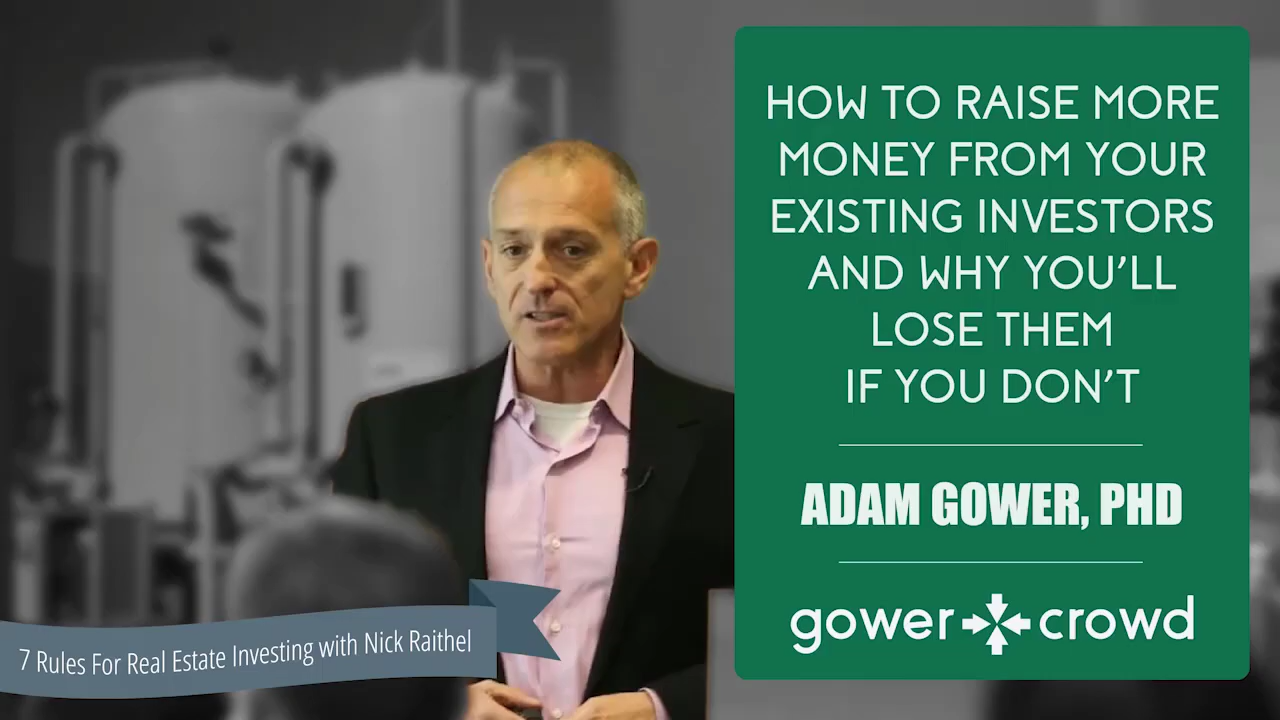 HOW TO RAISE MORE
MONEY FROM YOUR
EXISTING INVESTORS
AND WHY YOU'LL
LOSE THEM
IF YOU DON'T
ADAM GOWER, PHD
gower crowd
7 Rules For Real Estate Investing with Nick Raithel